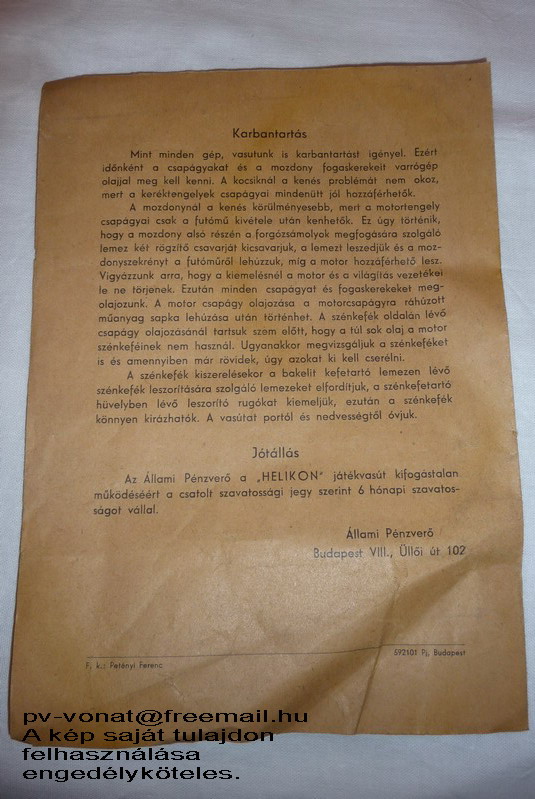 Karbantartás
Mint minden gép, vasutunk is karbantartást igényel. Ezért
időnként a csapágyakat és a mozdony fogaskerekeit varrógép
olajjal meg kell kenni. A kocsiknál a kenés problémát nem okoz,
mert a keréktengelyek csapágyai mindenütt jól hozzáférhetők.
A mozdonynál a kenés körülményesebb, mert a motortengely
csapágyai csak a futómű kivétele után kenhetők. Ez úgy történik,
hogy a mozdony alsó részén a forgózsámolyok megfogására szolgáló
lemez két rögzítő csavarját kicsavarjuk, a lemezt leszedjük és a moz-
donyszekrényt a futóműről lehúzzuk, míg a motor hozzáférhető lesz.
Vigyázzunk arra, hogy a kiemelésnél a motor és a világítás vezetékei
le ne törjenek. Ezután minden csapágyat és fogaskerekeket meg-
olajozunk. A motor csapágy olajozása a motorcsapágyra ráhúzott
műanyag sapka lehúzása után történhet. A szénkefék oldalán lévő
csapágy olajozásánál tartsuk szem előtt, hogy a túl sok olaj a motor
szénkeféinek nem használ. Ugyanakkor megvizsgáljuk a szénkeféket
is és amennyiben már rövidek, úgy azokat ki kell cserélni.
A szénkefék kiszerelésekor a bakelit kefetartó lemezen lévő
szénkefék leszorítására szolgáló lemezeket elfordítjuk, a szénkefetartó
hüvelyben lévő leszorító rugókat kiemeljük, ezután a szénkefék
könnyen kirázhatók. A vasútat portól és nedvességtől óvjuk.
Jótállás
Az Állami Pénzverő a „HELIKON" játékvasút kifogástalan
működéséért a csatolt szavatossági jegy szerint 6 hónapi szavatos-
ságot vállal.
Állami Pénzverő
Budapest VIII., Üllői út 102
F. k.: Fetényi Ferenc
592101 Pj, Budapest
pv-vonat@freemail.hu
A kép saját tulajdon
felhasználása
engedélyköteles.